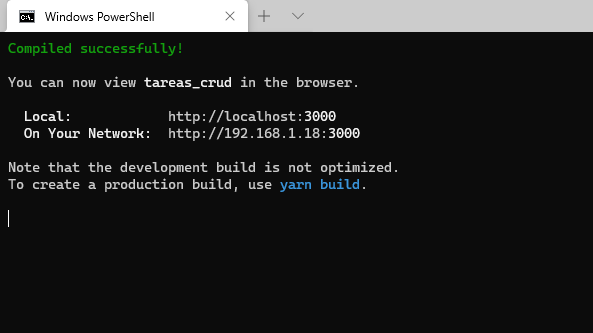 Windows PowerShell
Compiled successfully!
You can now view tareas_crud in the browser.
Local: http://localhost:3000
On Your Network: http://192.168.1.18:3000
Note that the development build is not optimized.
To create a production build, use yarn build.